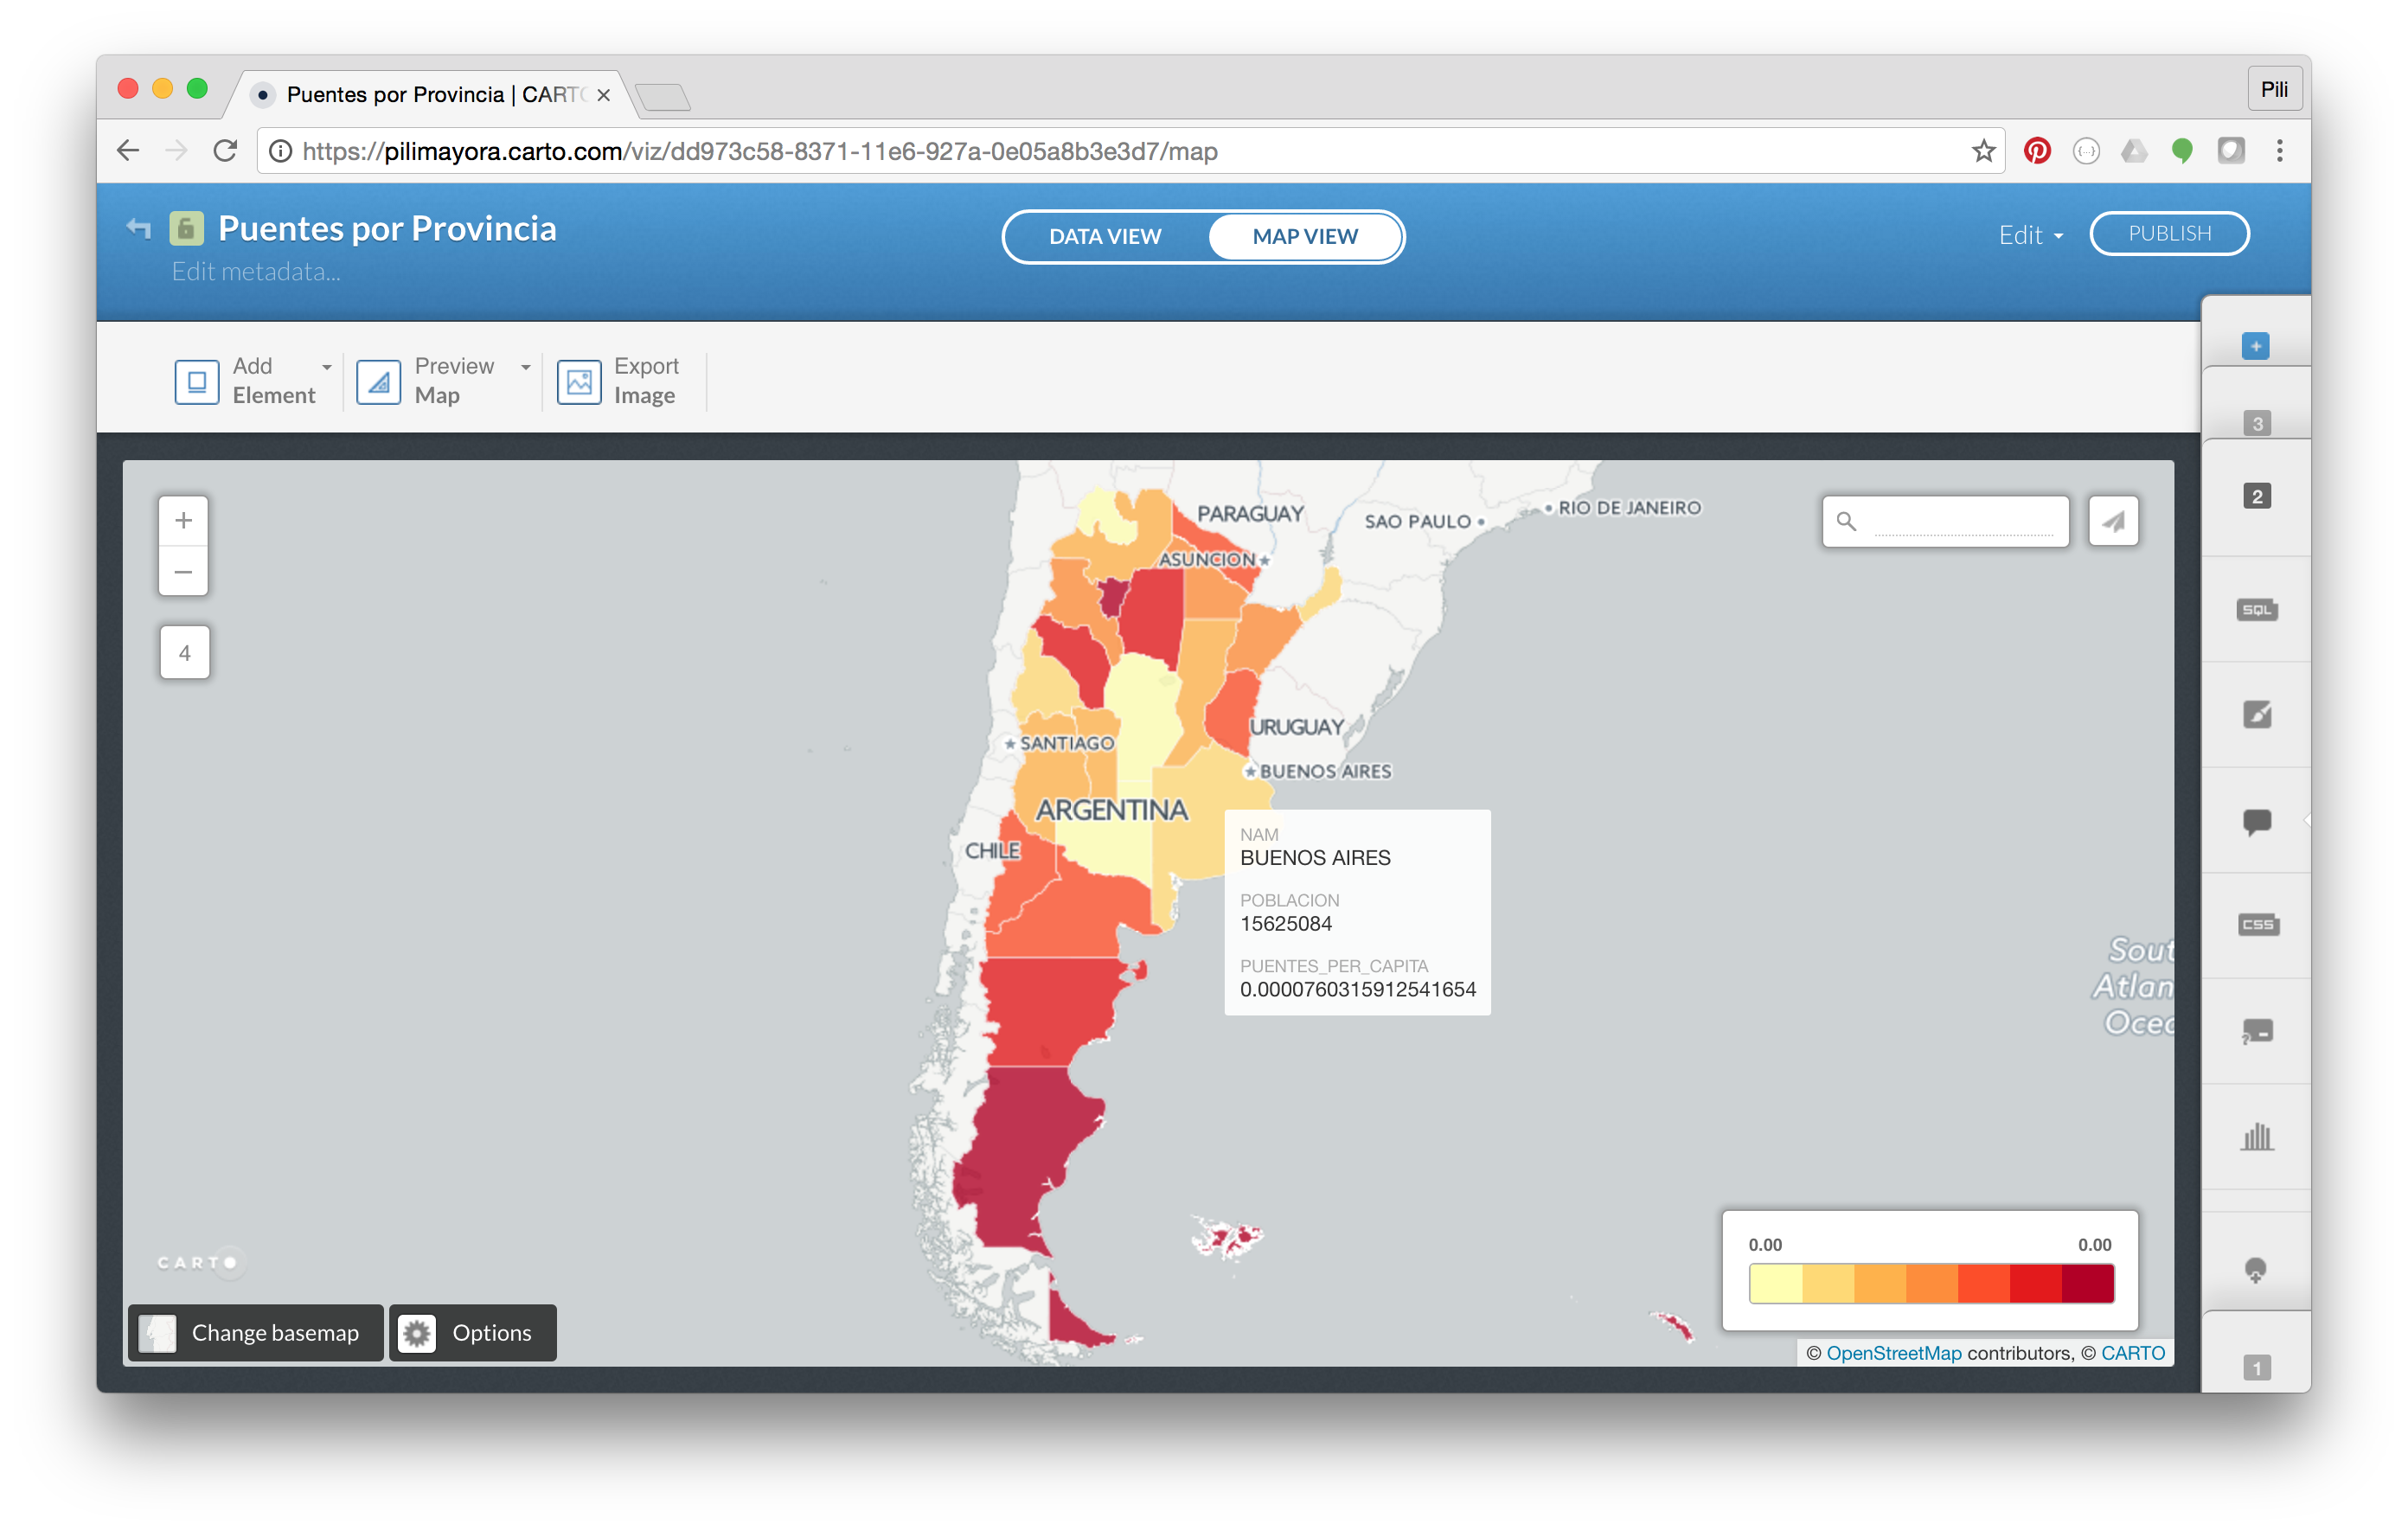 Puentes por Provincia | CARTO
Pili
https://pilimayora.carto.com/viz/dd973c58-8371-11e6-927a-0e05a8b3e3d7/map
Puentes por Provincia
Edit metadata...
DATA VIEW
MAP VIEW
Edit
PUBLISH
Add
Element
Preview
Map
Export
Image
+
3
2
SQL
CSS
1
+
−
4
PARAGUAY
SAO PAULO
RIO DE JANEIRO
ASUNCION
URUGUAY
SANTIAGO
BUENOS AIRES
ARGENTINA
CHILE
NAM
BUENOS AIRES
POBLACION
15625084
PUENTES_PER_CAPITA
0.0000760315912541654
Sout
Atlan
Ocea
0.00
0.00
CARTO
Change basemap
Options
© OpenStreetMap contributors, © CARTO